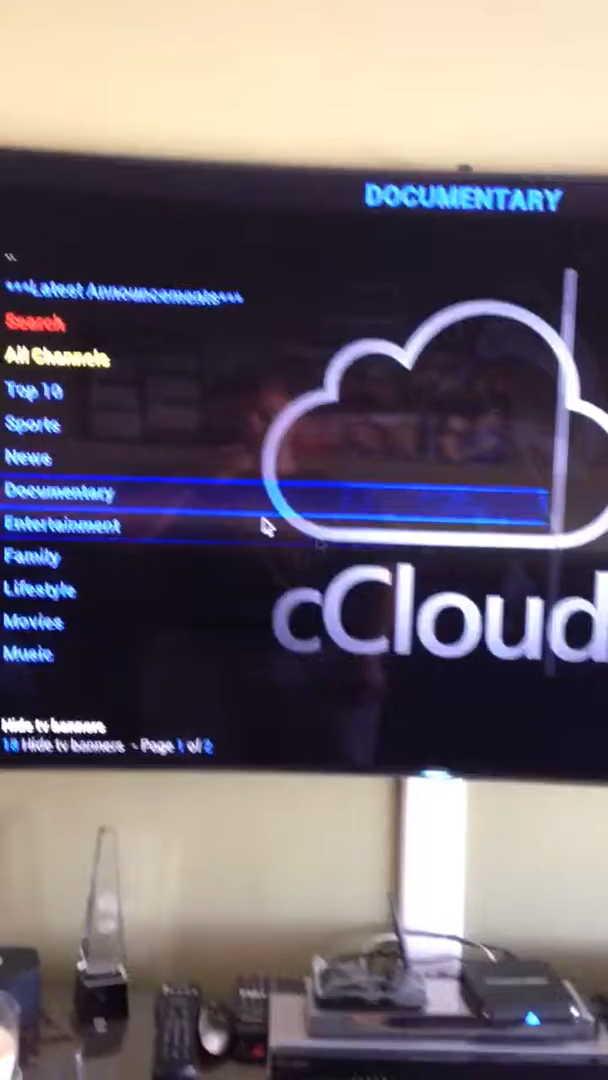 DOCUMENTARY
***Latest Announcements***
Search
All Channels
Top 10
Sports
News
Documentary
Entertainment
Family
Lifestyle
Movies
Music
cCloud
Hide tv banners
18 Hide tv banners - Page 1 of 2